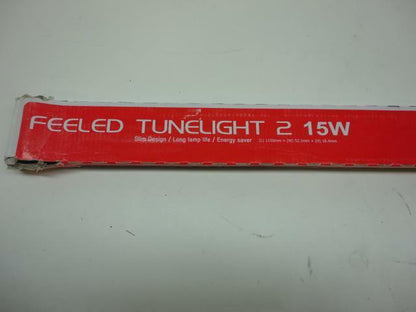 FEELED TUNELIGHT 2 15W
Slim Design / Long lamp life / Energy saver